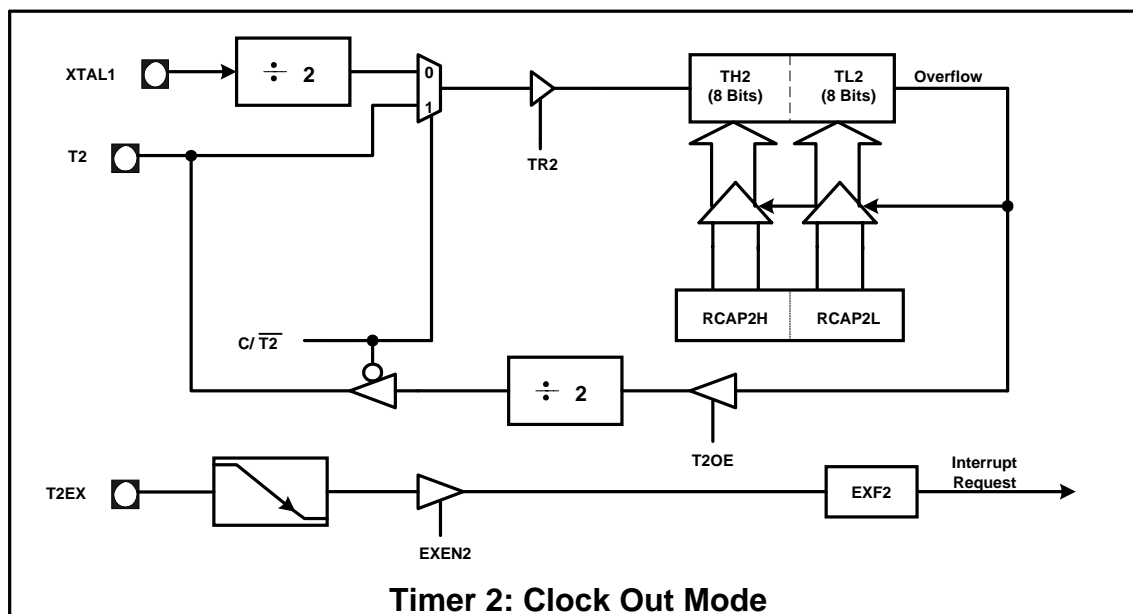 XTAL1
÷ 2
0
1
TH2
(8 Bits)
TL2
(8 Bits)
Overflow
T2
TR2
RCAP2H
RCAP2L
C/ T2
÷ 2
T2OE
T2EX
EXEN2
EXF2
Interrupt
Request
Timer 2: Clock Out Mode